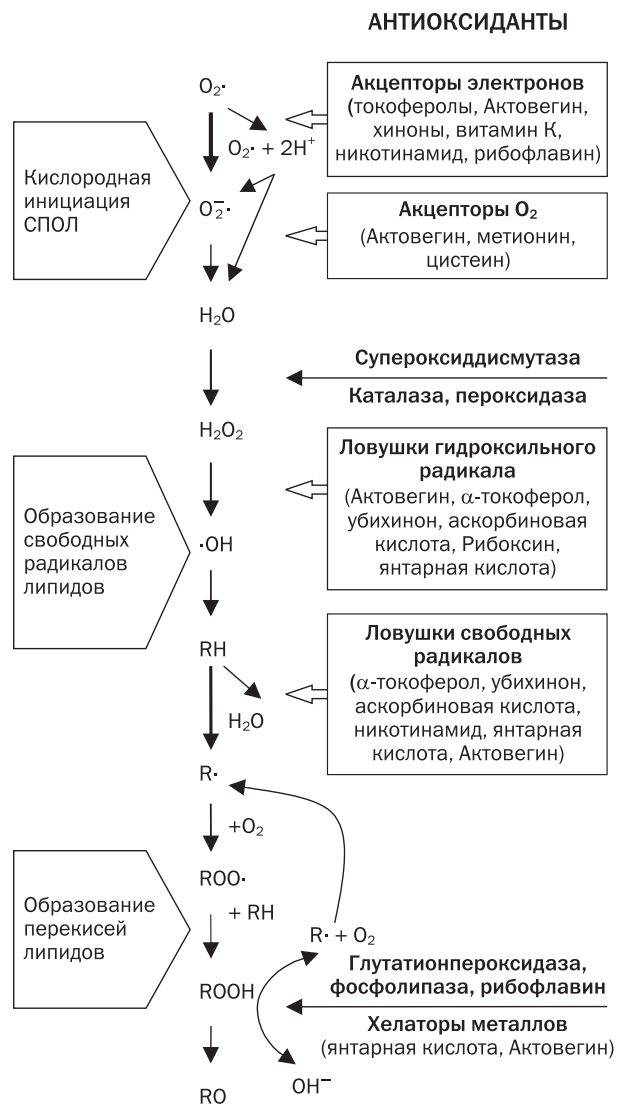 АНТИОКСИДАНТЫ
O₂·
Акцепторы электронов
(токоферолы, Актовегин,
хиноны, витамин К,
никотинамид, рибофлавин)
O₂· + 2H⁺
Кислородная
инициация
СПОЛ
O₂⁻·
Акцепторы O₂
(Актовегин, метионин,
цистеин)
H₂O
Супероксиддисмутаза
Каталаза, пероксидаза
H₂O₂
Ловушки гидроксильного
радикала
(Актовегин, α-токоферол,
убихинон, аскорбиновая
кислота, Рибоксин,
янтарная кислота)
Образование
свободных
радикалов
липидов
·OH
RH
Ловушки свободных
радикалов
(α-токоферол, убихинон,
аскорбиновая кислота,
никотинамид, янтарная
кислота, Актовегин)
H₂O
R·
+O₂
ROO·
Образование
перекисей
липидов
+ RH
R· + O₂
ROOH
Глутатионпероксидаза,
фосфолипаза, рибофлавин
Хелаторы металлов
(янтарная кислота, Актовегин)
OH⁻
RO